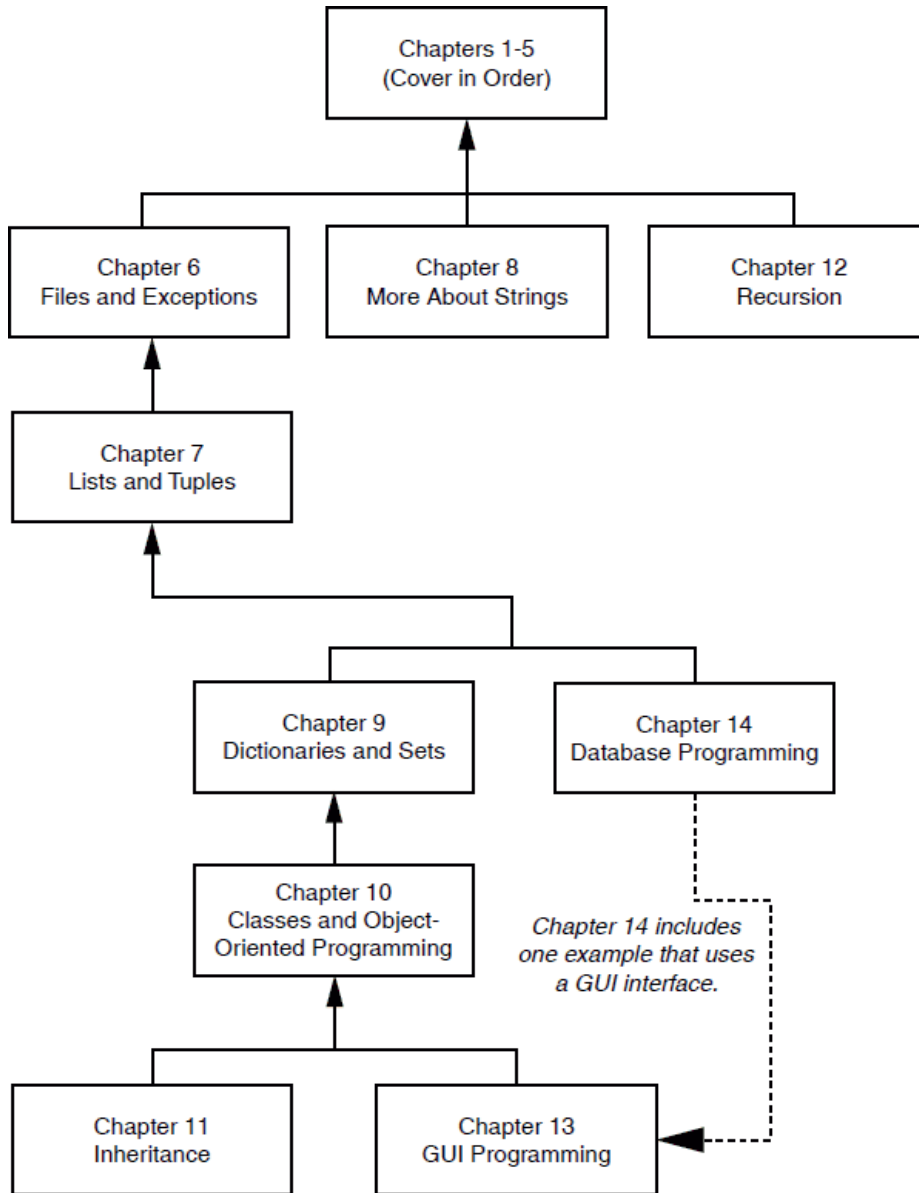 Chapters 1-5
(Cover in Order)
Chapter 6
Files and Exceptions
Chapter 8
More About Strings
Chapter 12
Recursion
Chapter 7
Lists and Tuples
Chapter 9
Dictionaries and Sets
Chapter 14
Database Programming
Chapter 10
Classes and Object-
Oriented Programming
Chapter 14 includes
one example that uses
a GUI interface.
Chapter 11
Inheritance
Chapter 13
GUI Programming